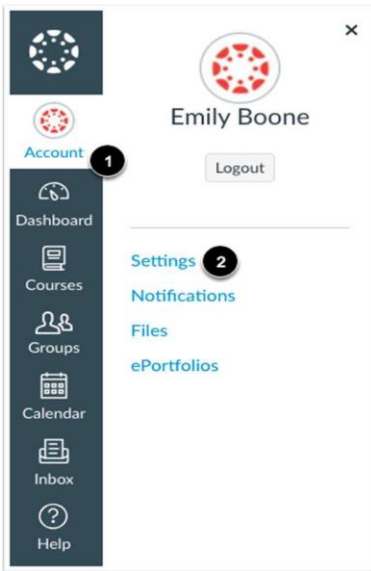 Account
1
Dashboard
Courses
Groups
Calendar
Inbox
Help
×
Emily Boone
Logout
Settings 2
Notifications
Files
ePortfolios